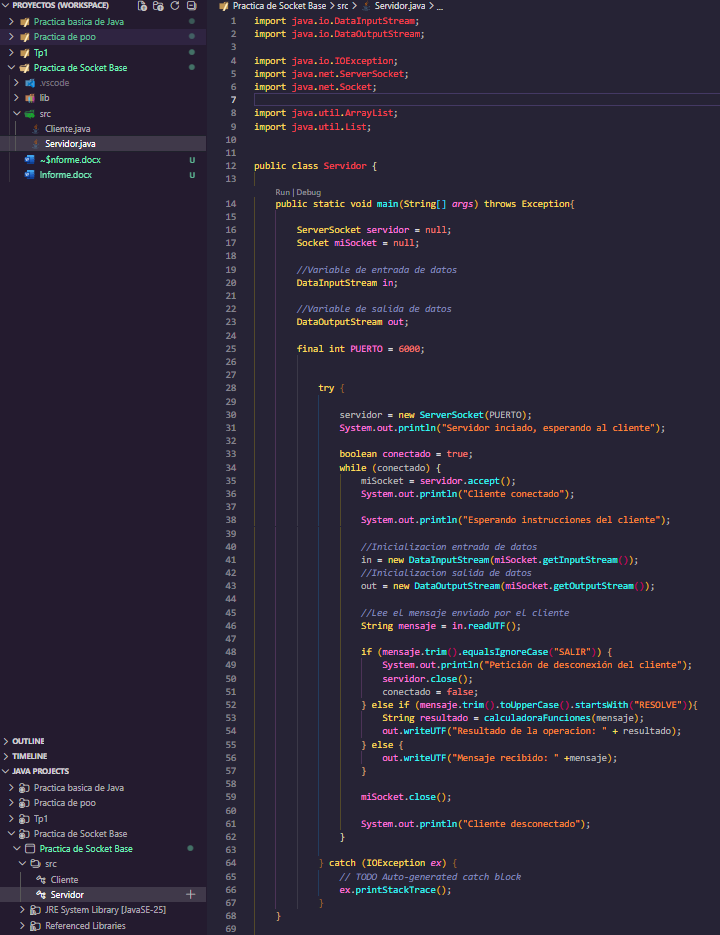 PROYECTOS (WORKSPACE)
Practica basica de Java
Practica de poo
Tp1
Practica de Socket Base
.vscode
lib
src
Cliente.java
Servidor.java
~$nforme.docx U
Informe.docx U
OUTLINE
TIMELINE
JAVA PROJECTS
Practica basica de Java
Practica de poo
Tp1
Practica de Socket Base
Practica de Socket Base
src
Cliente
Servidor
JRE System Library [JavaSE-25]
Referenced Libraries
Practica de Socket Base > src > Servidor.java > ...
1 import java.io.DataInputStream;
2 import java.io.DataOutputStream;
3
4 import java.io.IOException;
5 import java.net.ServerSocket;
6 import java.net.Socket;
7
8 import java.util.ArrayList;
9 import java.util.List;
10
11
12 public class Servidor {
13
Run | Debug
14 public static void main(String[] args) throws Exception{
15
16 ServerSocket servidor = null;
17 Socket miSocket = null;
18
19 //Variable de entrada de datos
20 DataInputStream in;
21
22 //Variable de salida de datos
23 DataOutputStream out;
24
25 final int PUERTO = 6000;
26
27
28 try {
29
30 servidor = new ServerSocket(PUERTO);
31 System.out.println("Servidor inciado, esperando al cliente");
32
33 boolean conectado = true;
34 while (conectado) {
35 miSocket = servidor.accept();
36 System.out.println("Cliente conectado");
37
38 System.out.println("Esperando instrucciones del cliente");
39
40 //Inicializacion entrada de datos
41 in = new DataInputStream(miSocket.getInputStream());
42 //Inicializacion salida de datos
43 out = new DataOutputStream(miSocket.getOutputStream());
44
45 //Lee el mensaje enviado por el cliente
46 String mensaje = in.readUTF();
47
48 if (mensaje.trim().equalsIgnoreCase("SALIR")) {
49 System.out.println("Petición de desconexión del cliente");
50 servidor.close();
51 conectado = false;
52 } else if (mensaje.trim().toUpperCase().startsWith("RESOLVE")){
53 String resultado = calculadoraFunciones(mensaje);
54 out.writeUTF("Resultado de la operacion: " + resultado);
55 } else {
56 out.writeUTF("Mensaje recibido: " +mensaje);
57 }
58
59 miSocket.close();
60
61 System.out.println("Cliente desconectado");
62 }
63
64 } catch (IOException ex) {
65 // TODO Auto-generated catch block
66 ex.printStackTrace();
67 }
68 }
69